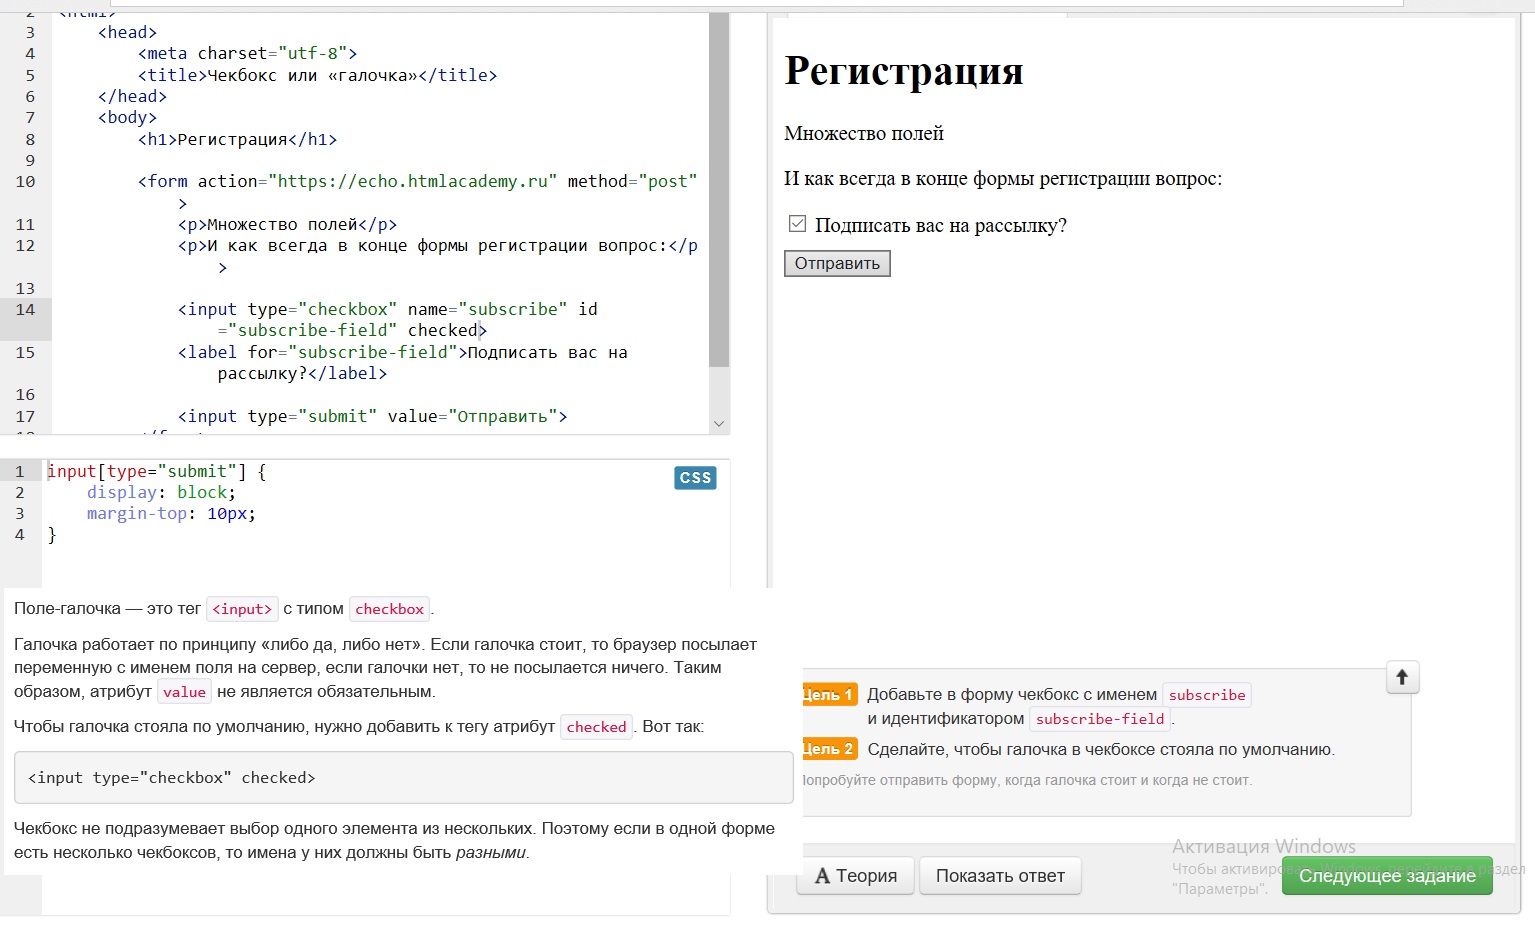 2 <html>
3 <head>
4 <meta charset="utf-8">
5 <title>Чекбокс или «галочка»</title>
6 </head>
7 <body>
8 <h1>Регистрация</h1>
9
10 <form action="https://echo.htmlacademy.ru" method="post"
>
11 <p>Множество полей</p>
12 <p>И как всегда в конце формы регистрации вопрос:</p
>
13
14 <input type="checkbox" name="subscribe" id
="subscribe-field" checked>
15 <label for="subscribe-field">Подписать вас на
рассылку?</label>
16
17 <input type="submit" value="Отправить">
1 input[type="submit"] {
CSS
2 display: block;
3 margin-top: 10px;
4 }
Поле-галочка — это тег <input> с типом checkbox.
Галочка работает по принципу «либо да, либо нет». Если галочка стоит, то браузер посылает
переменную с именем поля на сервер, если галочки нет, то не посылается ничего. Таким
образом, атрибут value не является обязательным.
Чтобы галочка стояла по умолчанию, нужно добавить к тегу атрибут checked. Вот так:
<input type="checkbox" checked>
Чекбокс не подразумевает выбор одного элемента из нескольких. Поэтому если в одной форме
есть несколько чекбоксов, то имена у них должны быть разными.
Регистрация
Множество полей
И как всегда в конце формы регистрации вопрос:
Подписать вас на рассылку?
Отправить
Цель 1 Добавьте в форму чекбокс с именем subscribe
и идентификатором subscribe-field.
Цель 2 Сделайте, чтобы галочка в чекбоксе стояла по умолчанию.
Попробуйте отправить форму, когда галочка стоит и когда не стоит.
Активация Windows
Чтобы активировать Windows, перейдите в раздел
"Параметры".
A Теория
Показать ответ
Следующее задание